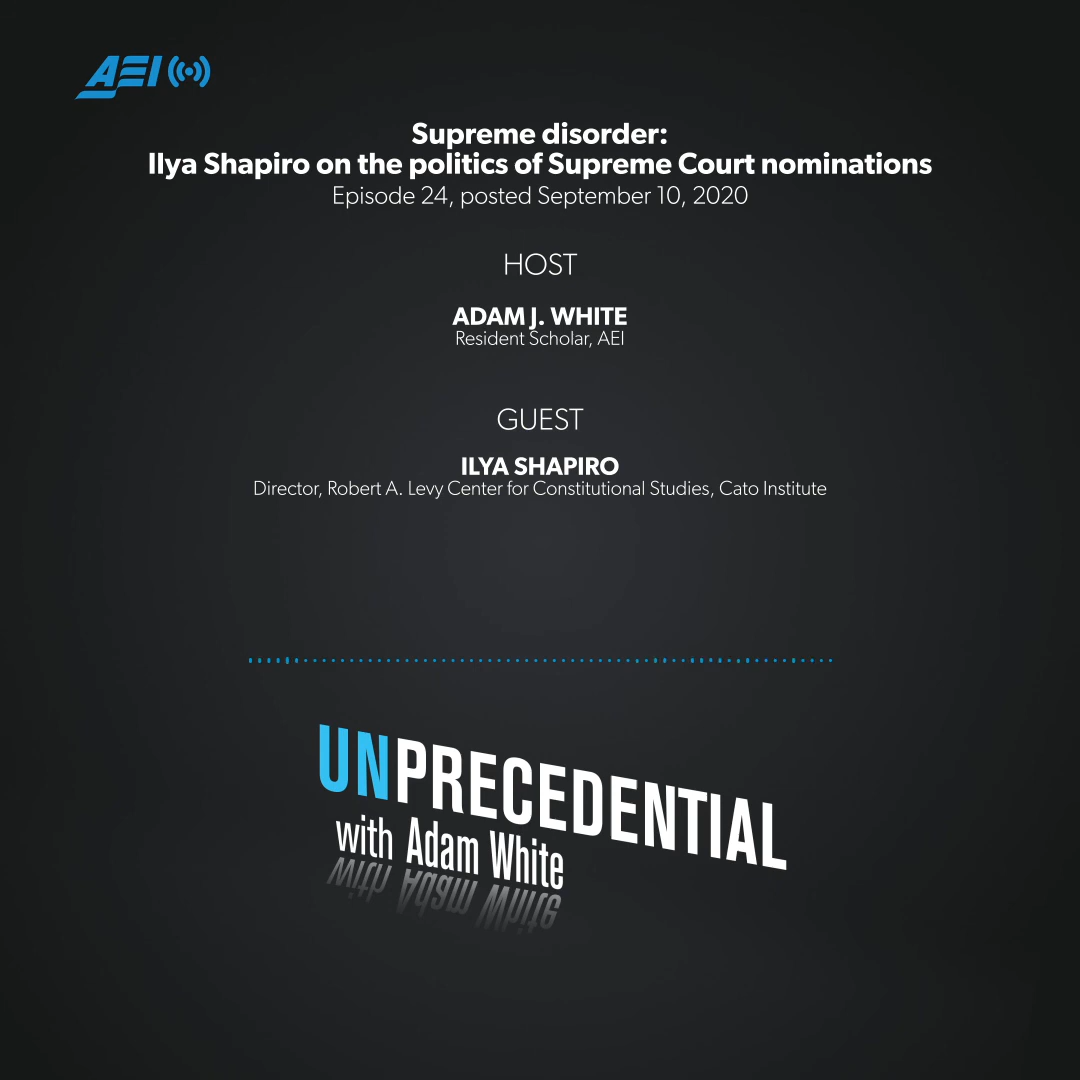 AEI
Supreme disorder:
Ilya Shapiro on the politics of Supreme Court nominations
Episode 24, posted September 10, 2020
HOST
ADAM J. WHITE
Resident Scholar, AEI
GUEST
ILYA SHAPIRO
Director, Robert A. Levy Center for Constitutional Studies, Cato Institute
UNPRECEDENTIAL
with Adam White